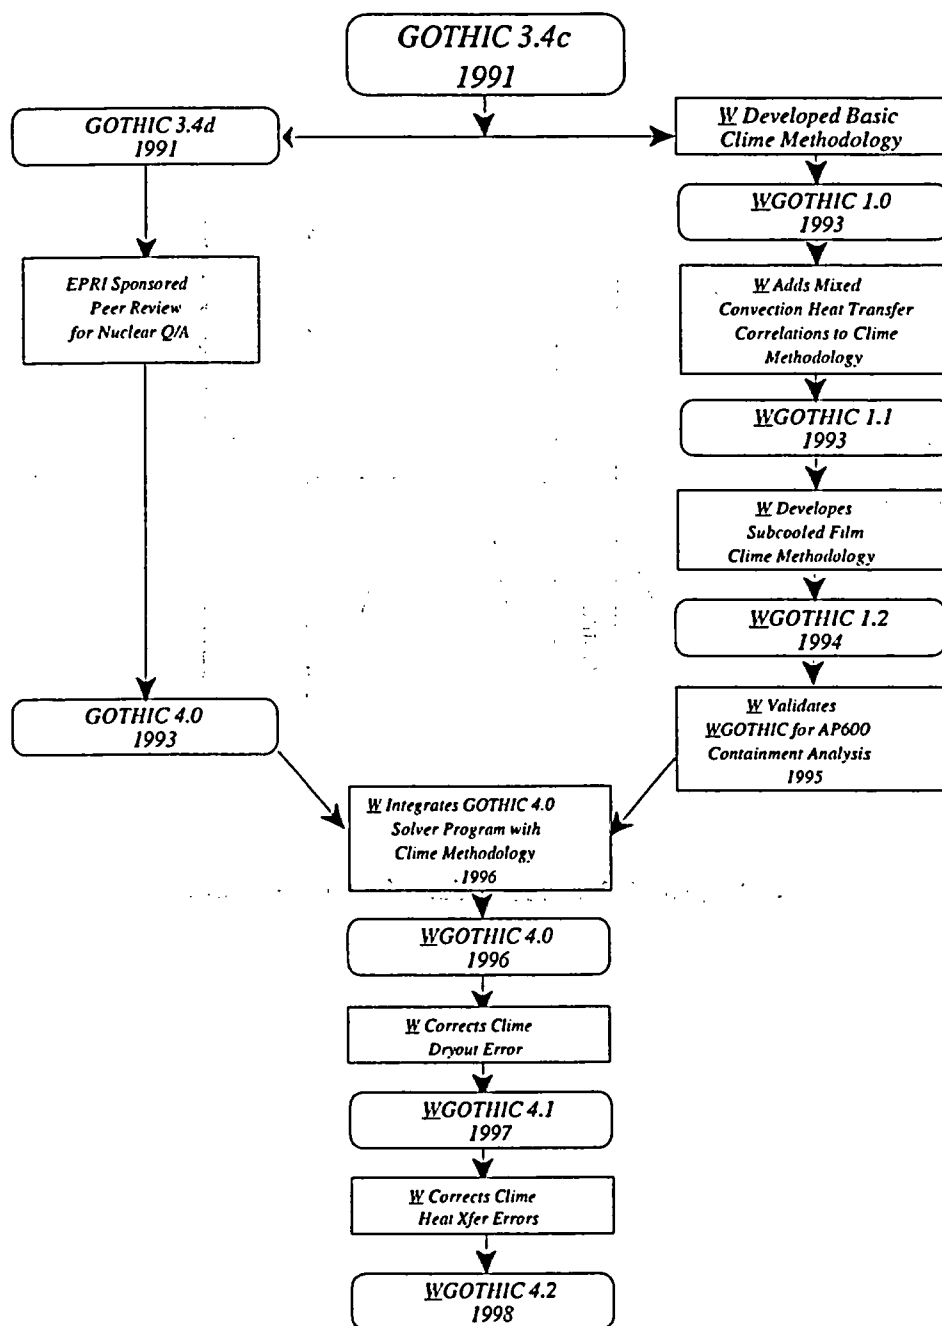 GOTHIC 3.4c
1991
GOTHIC 3.4d
1991
EPRI Sponsored
Peer Review
for Nuclear Q/A
GOTHIC 4.0
1993
W Developed Basic
Clime Methodology
WGOTHIC 1.0
1993
W Adds Mixed
Convection Heat Transfer
Correlations to Clime
Methodology
WGOTHIC 1.1
1993
W Developes
Subcooled Film
Clime Methodology
WGOTHIC 1.2
1994
W Validates
WGOTHIC for AP600
Containment Analysis
1995
W Integrates GOTHIC 4.0
Solver Program with
Clime Methodology
1996
WGOTHIC 4.0
1996
W Corrects Clime
Dryout Error
WGOTHIC 4.1
1997
W Corrects Clime
Heat Xfer Errors
WGOTHIC 4.2
1998